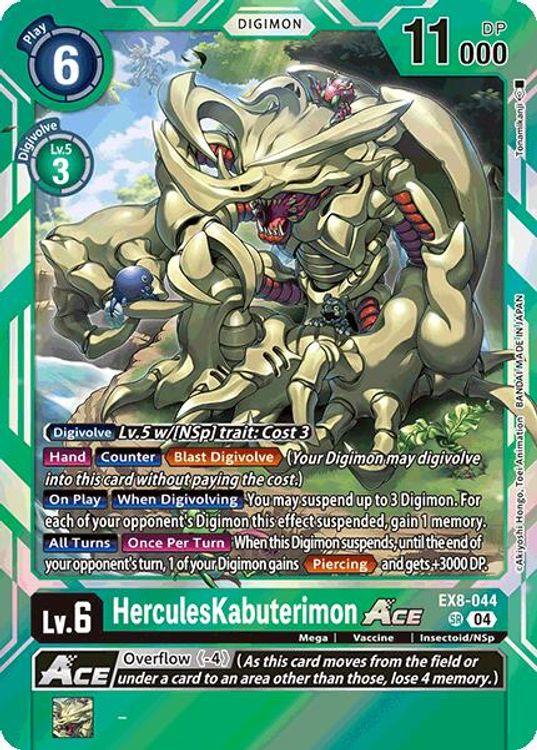 DIGIMON
Play
6
11 000
DP
Digivolve
Lv.5
3
Tonamikanji
©Akiyoshi Hongo, Toei Animation BANDAI MADE IN JAPAN
Digivolve Lv.5 w/[NSp] trait: Cost 3
Hand Counter Blast Digivolve (Your Digimon may digivolve
into this card without paying the cost.)
On Play When Digivolving You may suspend up to 3 Digimon. For
each of your opponent's Digimon this effect suspended, gain 1 memory.
All Turns Once Per Turn When this Digimon suspends, until the end of
your opponent's turn, 1 of your Digimon gains Piercing and gets +3000 DP.
Lv.6 HerculesKabuterimon ACE
EX8-044
SR 04
Mega | Vaccine | Insectoid/NSp
ACE Overflow ⟨-4⟩ (As this card moves from the field or
under a card to an area other than those, lose 4 memory.)
–